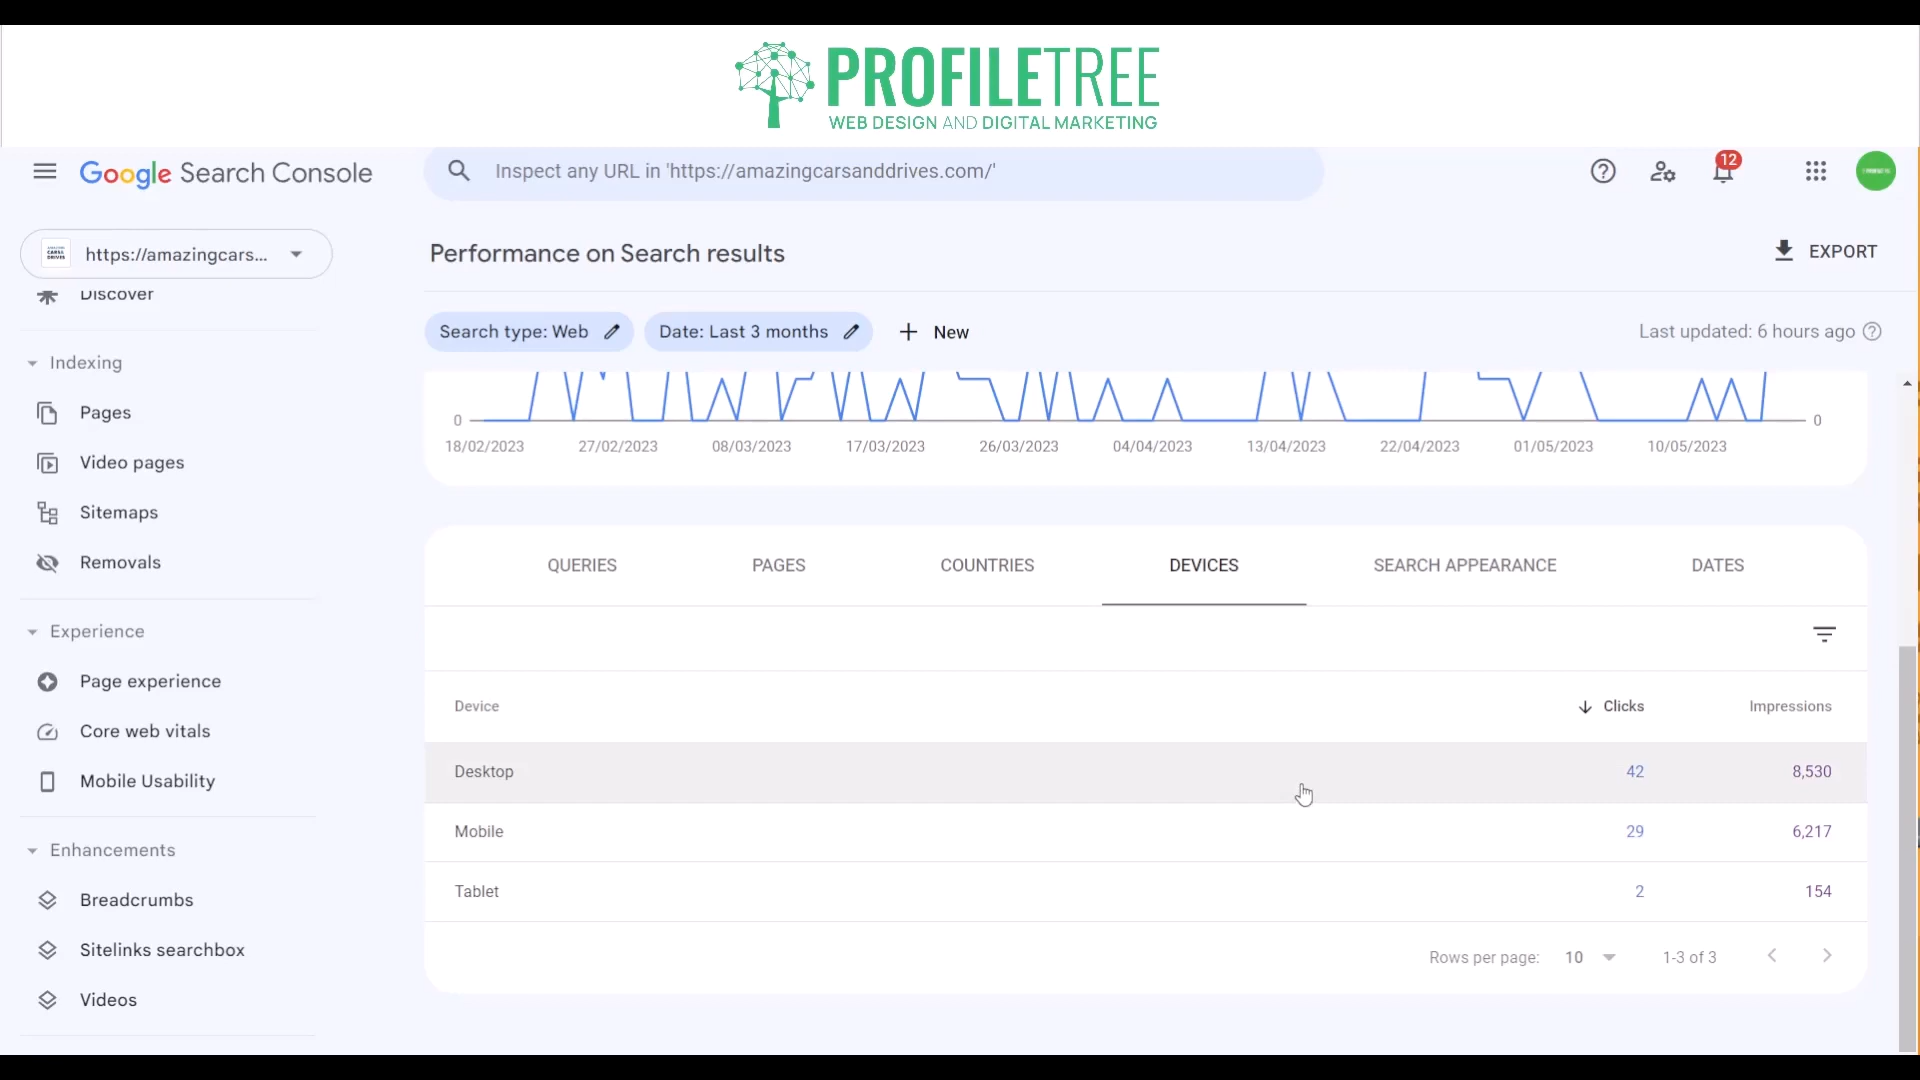 PROFILETREE
WEB DESIGN AND DIGITAL MARKETING
Google Search Console
Inspect any URL in 'https://amazingcarsanddrives.com/'
12
AMAZING
CARS&
DRIVES
https://amazingcars...
Performance on Search results
EXPORT
Discover
Search type: Web
Date: Last 3 months
New
Last updated: 6 hours ago
Indexing
Pages
Video pages
Sitemaps
Removals
Experience
Page experience
Core web vitals
Mobile Usability
Enhancements
Breadcrumbs
Sitelinks searchbox
Videos
0 0
18/02/2023 27/02/2023 08/03/2023 17/03/2023 26/03/2023 04/04/2023 13/04/2023 22/04/2023 01/05/2023 10/05/2023
QUERIES PAGES COUNTRIES DEVICES SEARCH APPEARANCE DATES
Device Clicks Impressions
Desktop 42 8,530
Mobile 29 6,217
Tablet 2 154
Rows per page: 10 1-3 of 3